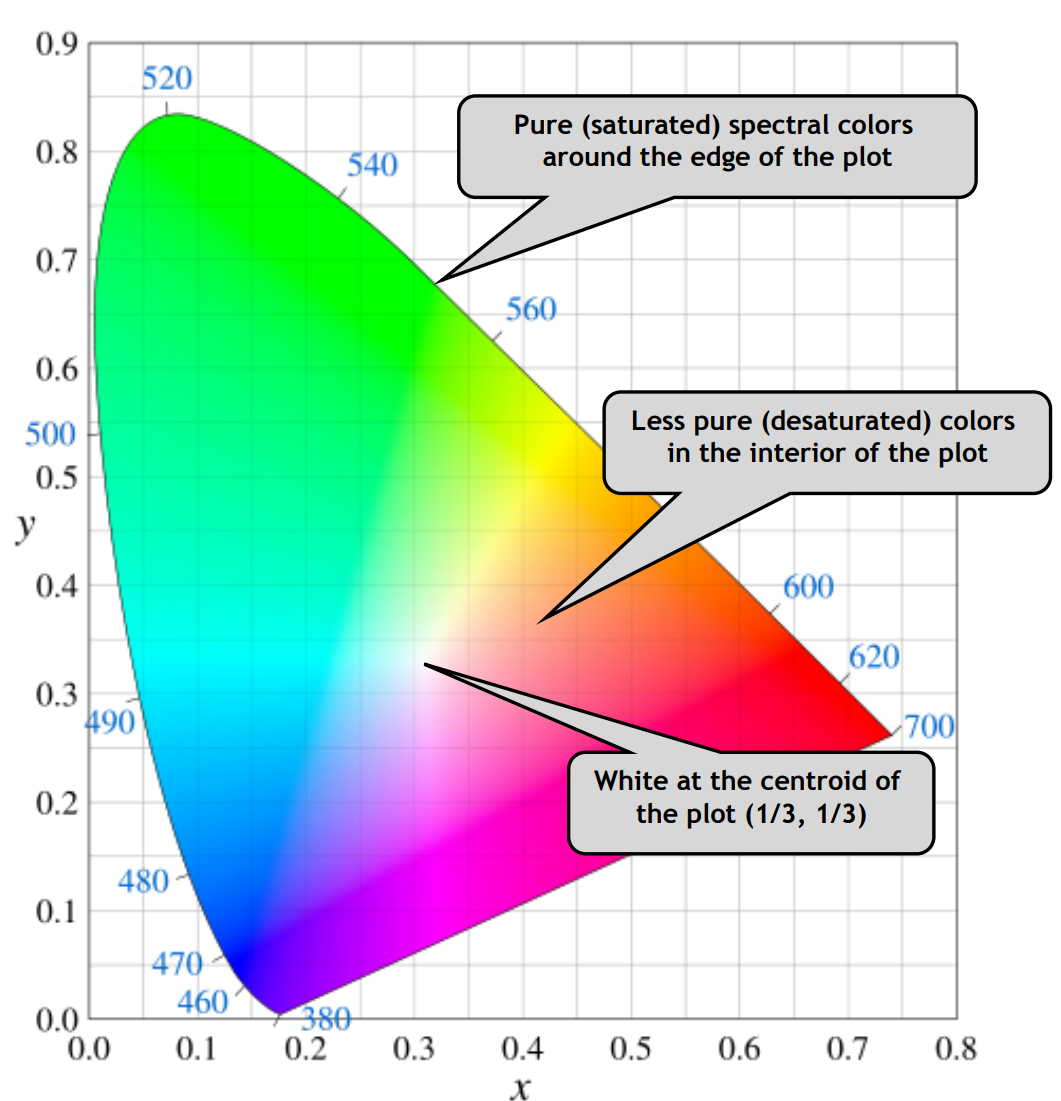 0.9
520
Pure (saturated) spectral colors
around the edge of the plot
0.8
540
0.7
560
0.6
Less pure (desaturated) colors
in the interior of the plot
500
0.5
y
0.4
600
620
0.3
490
700
White at the centroid of
the plot (1/3, 1/3)
0.2
480
0.1
470
460
0.0
380
0.0 0.1 0.2 0.3 0.4 0.5 0.6 0.7 0.8
x